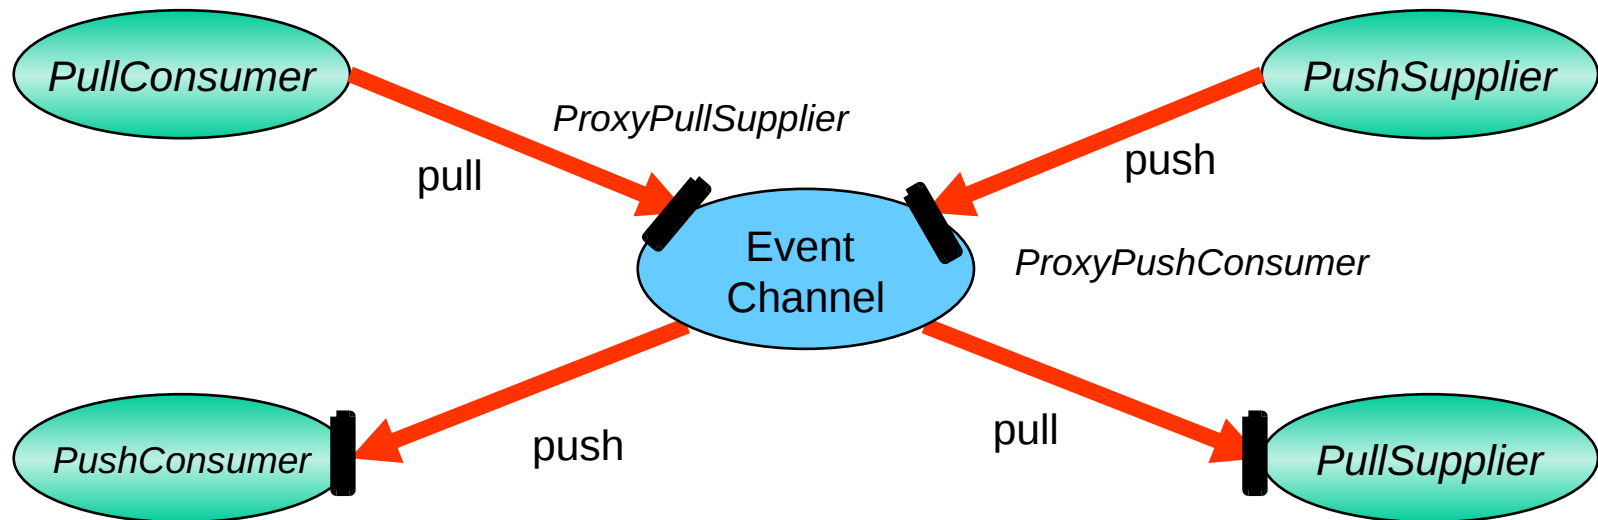 PullConsumer
PushSupplier
ProxyPullSupplier
push
pull
Event
Channel
ProxyPushConsumer
pull
push
PushConsumer
PullSupplier